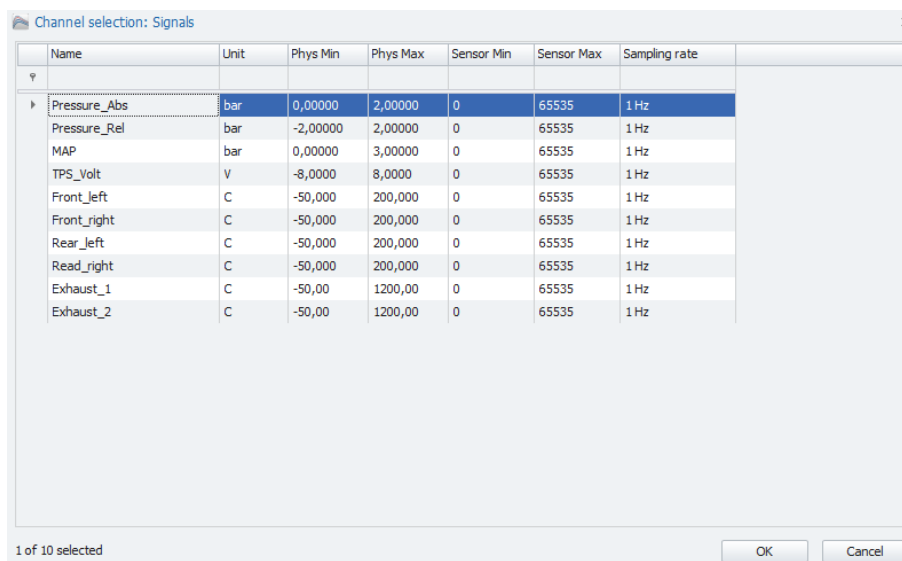 Channel selection: Signals
Name Unit Phys Min Phys Max Sensor Min Sensor Max Sampling rate
Pressure_Abs bar 0,00000 2,00000 0 65535 1 Hz
Pressure_Rel bar -2,00000 2,00000 0 65535 1 Hz
MAP bar 0,00000 3,00000 0 65535 1 Hz
TPS_Volt V -8,0000 8,0000 0 65535 1 Hz
Front_left C -50,000 200,000 0 65535 1 Hz
Front_right C -50,000 200,000 0 65535 1 Hz
Rear_left C -50,000 200,000 0 65535 1 Hz
Read_right C -50,000 200,000 0 65535 1 Hz
Exhaust_1 C -50,00 1200,00 0 65535 1 Hz
Exhaust_2 C -50,00 1200,00 0 65535 1 Hz
1 of 10 selected OK Cancel